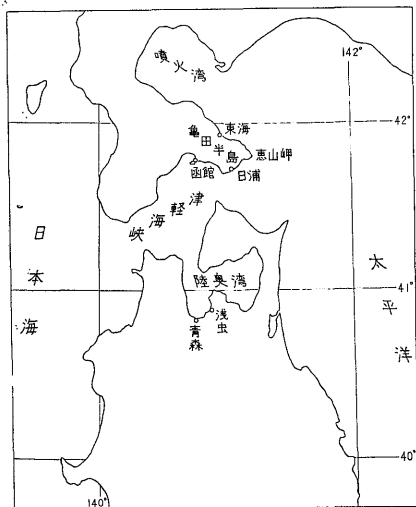 142°
噴火湾
42°
東海
亀田半島
恵山岬
函館
日浦
津軽海峡
日本海
太平洋
陸奥湾
41°
浅虫
青森
40°
140°